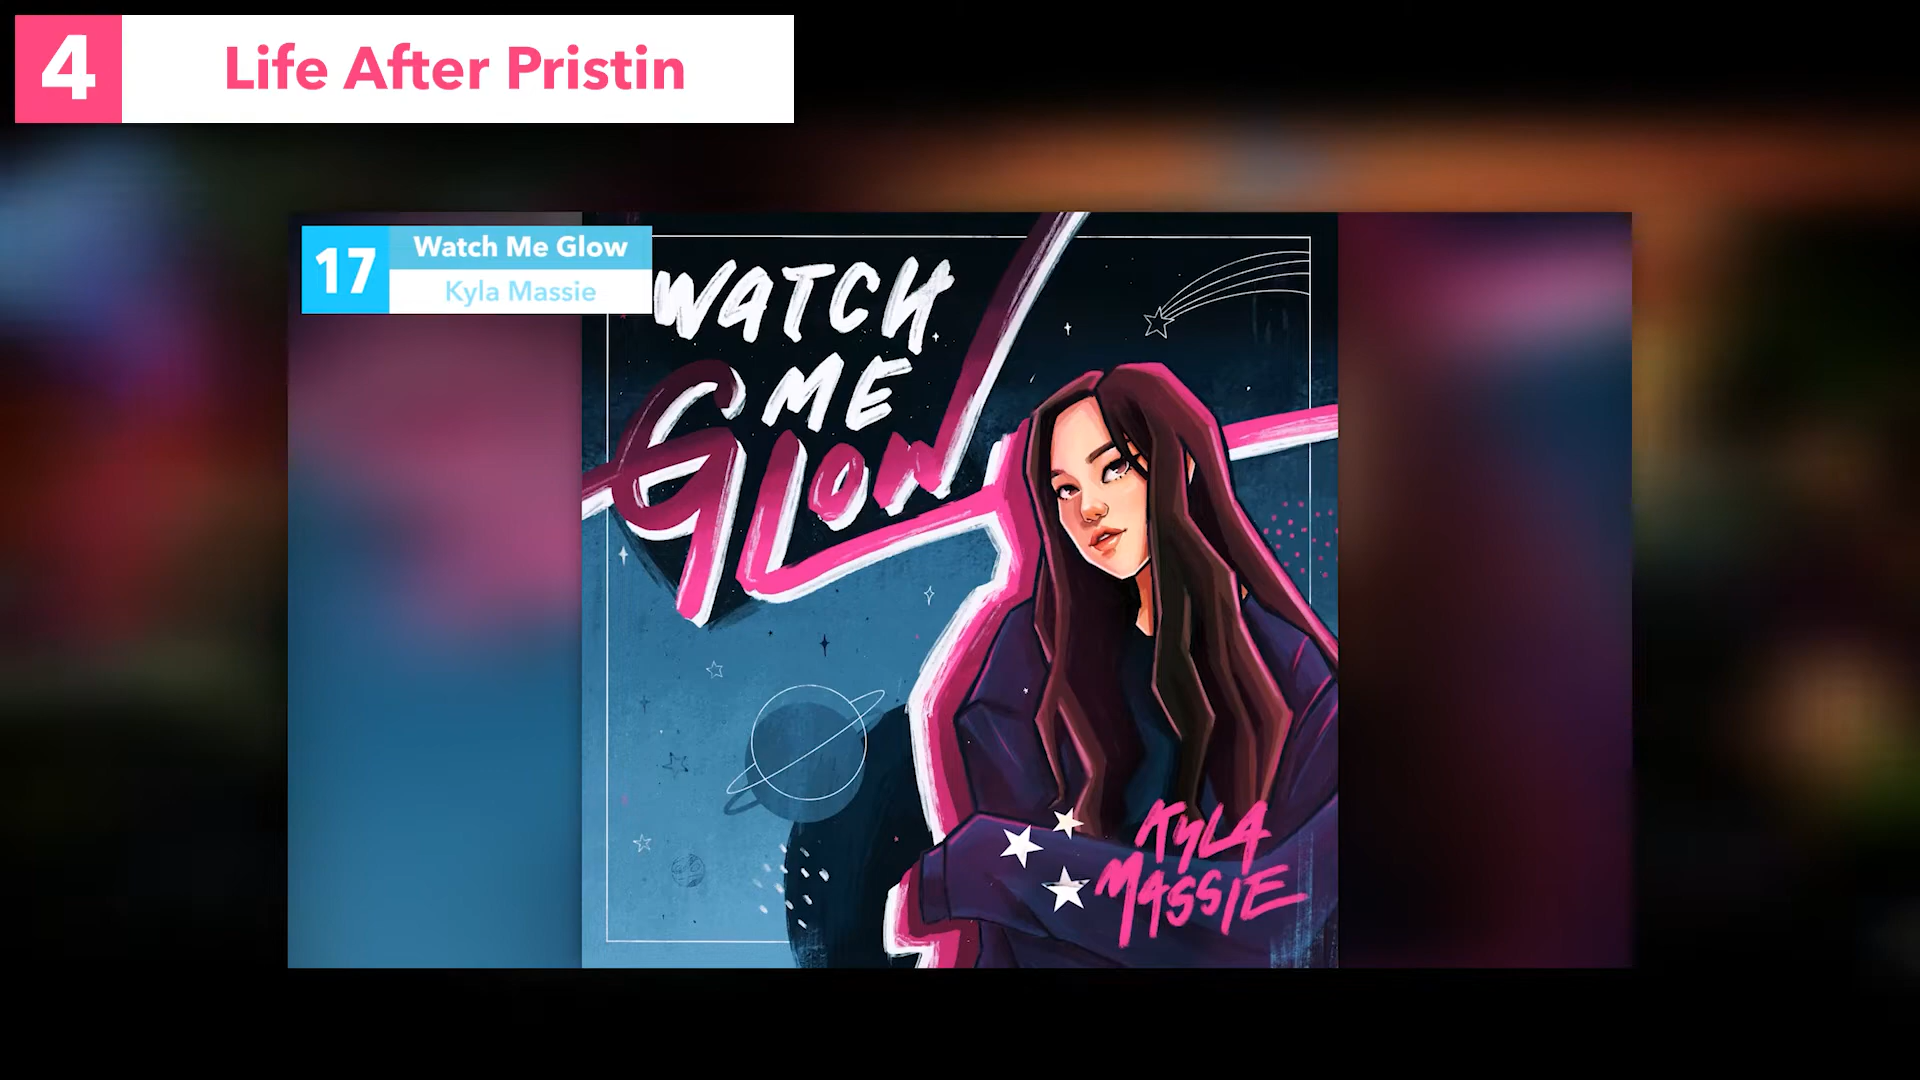 4 Life After Pristin
17 Watch Me Glow
Kyla Massie
WATCH
ME
GLOW
KYLA
MASSIE